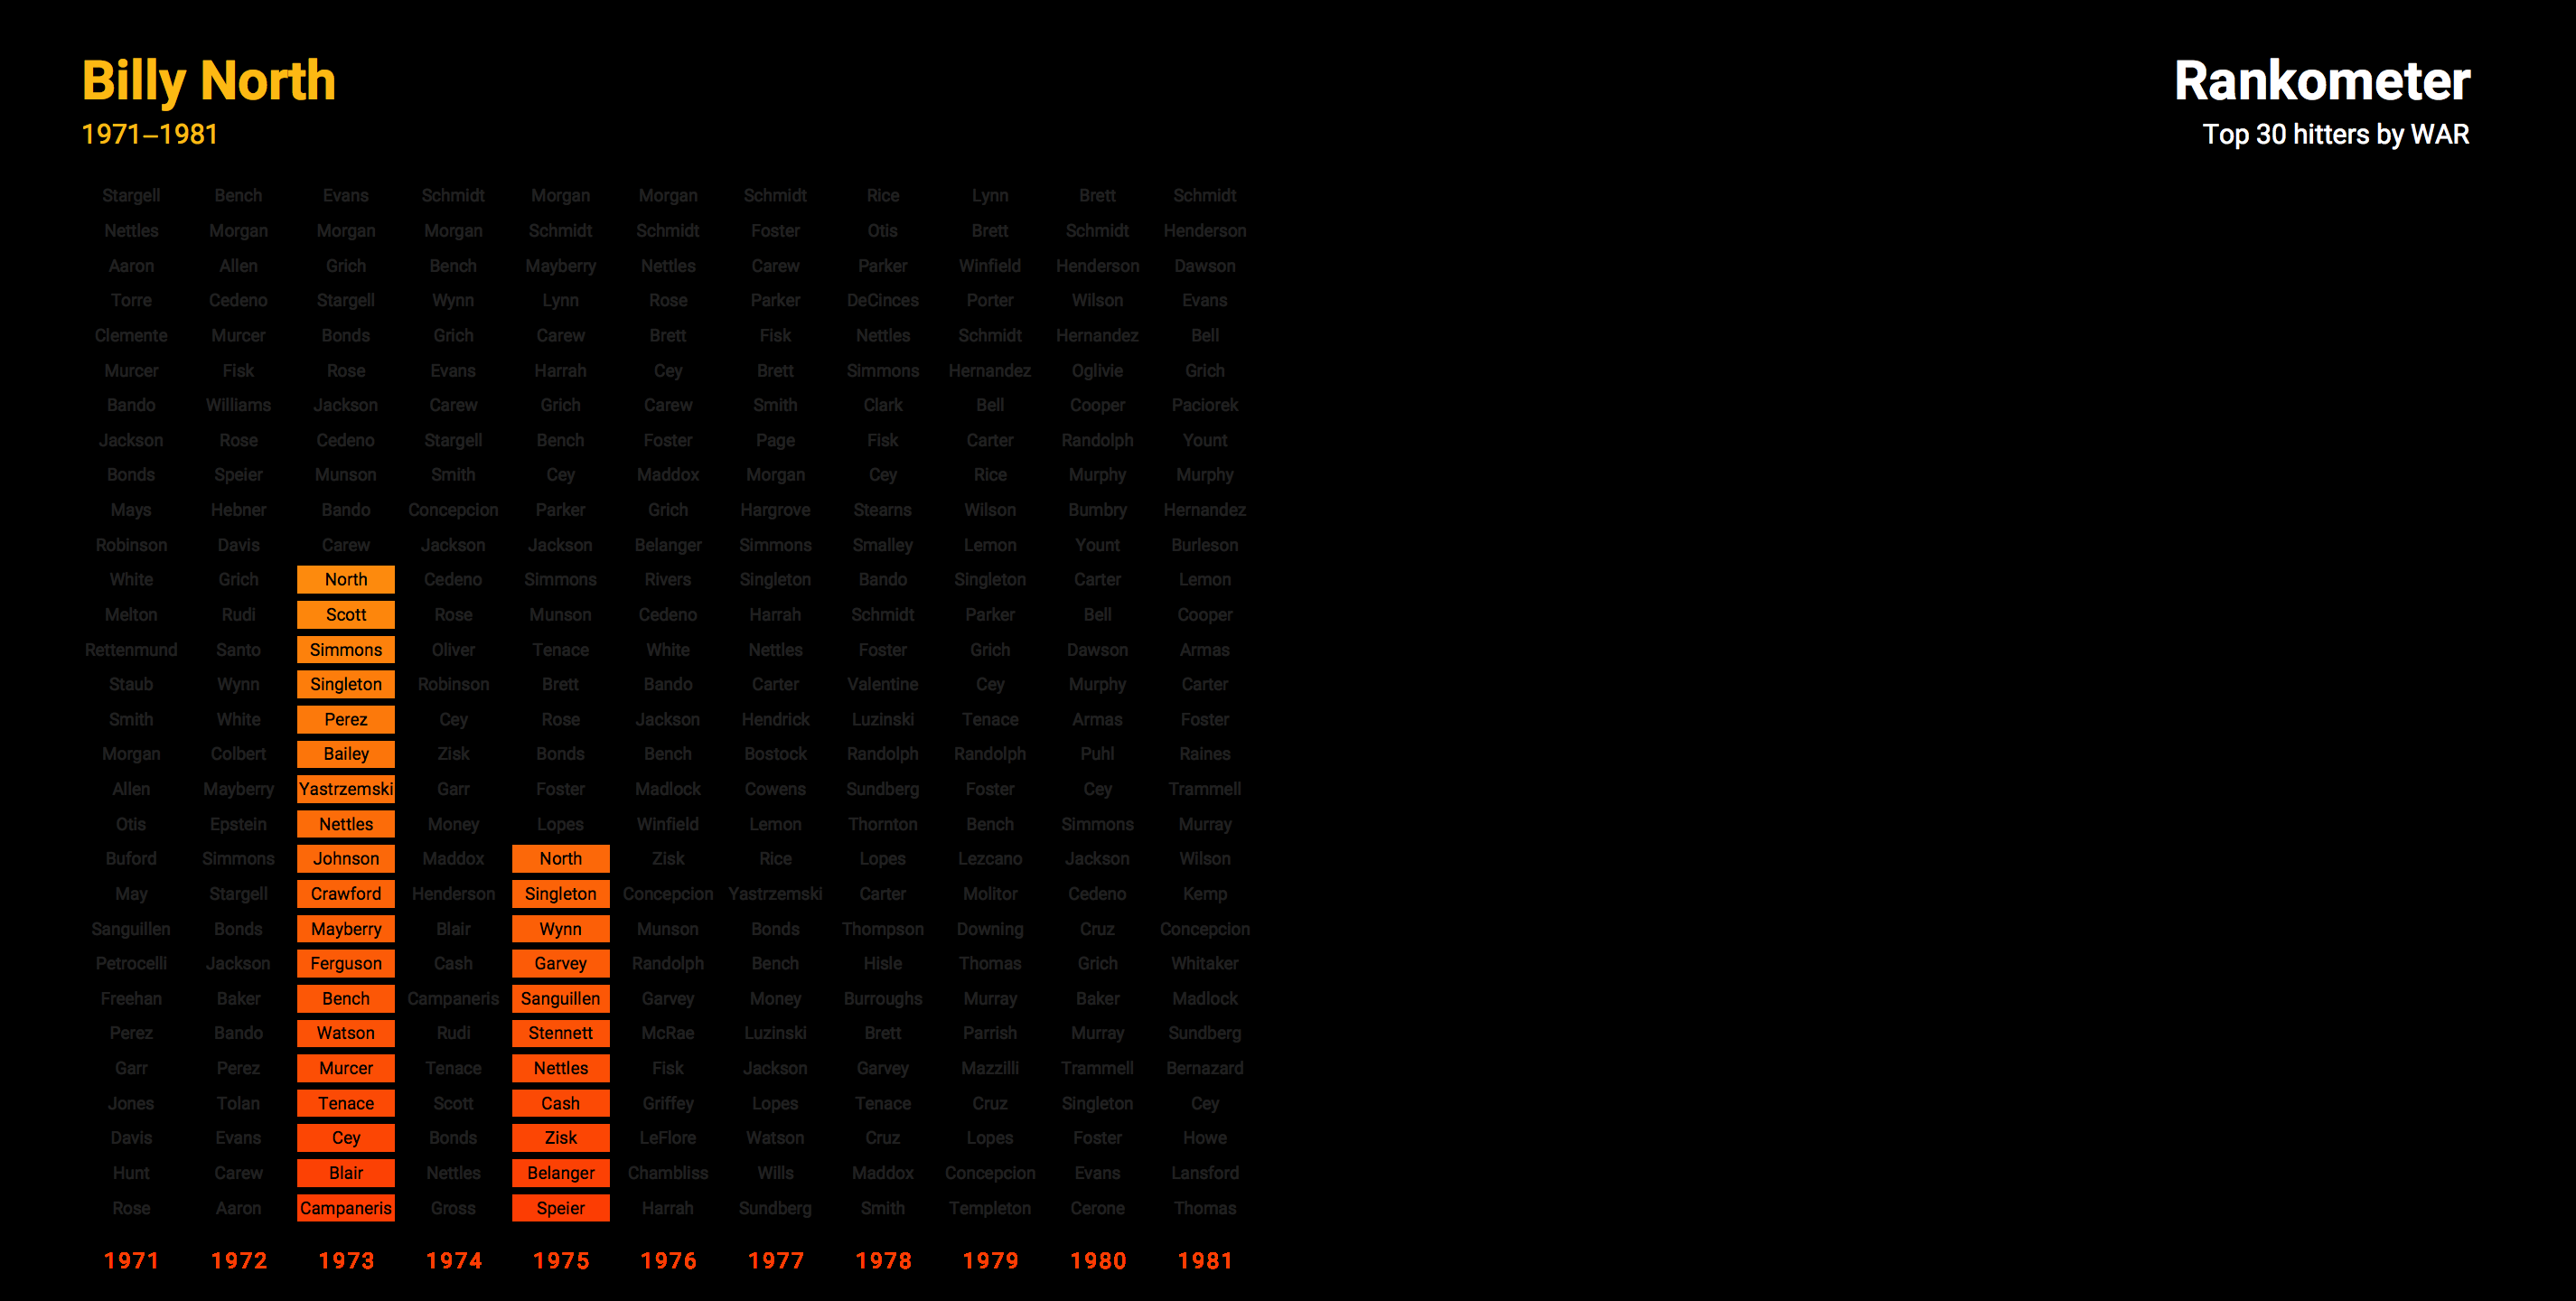 Billy North
1971–1981
Rankometer
Top 30 hitters by WAR
Stargell Bench Evans Schmidt Morgan Morgan Schmidt Rice Lynn Brett Schmidt
Nettles Morgan Morgan Morgan Schmidt Schmidt Foster Otis Brett Schmidt Henderson
Aaron Allen Grich Bench Mayberry Nettles Carew Parker Winfield Henderson Dawson
Torre Cedeno Stargell Wynn Lynn Rose Parker DeCinces Porter Wilson Evans
Clemente Murcer Bonds Grich Carew Brett Fisk Nettles Schmidt Hernandez Bell
Murcer Fisk Rose Evans Harrah Cey Brett Simmons Hernandez Oglivie Grich
Bando Williams Jackson Carew Grich Carew Smith Clark Bell Cooper Paciorek
Jackson Rose Cedeno Stargell Bench Foster Page Fisk Carter Randolph Yount
Bonds Speier Munson Smith Cey Maddox Morgan Cey Rice Murphy Murphy
Mays Hebner Bando Concepcion Parker Grich Hargrove Stearns Wilson Bumbry Hernandez
Robinson Davis Carew Jackson Jackson Belanger Simmons Smalley Lemon Yount Burleson
White Grich North Cedeno Simmons Rivers Singleton Bando Singleton Carter Lemon
Melton Rudi Scott Rose Munson Cedeno Harrah Schmidt Parker Bell Cooper
Rettenmund Santo Simmons Oliver Tenace White Nettles Foster Grich Dawson Armas
Staub Wynn Singleton Robinson Brett Bando Carter Valentine Cey Murphy Carter
Smith White Perez Cey Rose Jackson Hendrick Luzinski Tenace Armas Foster
Morgan Colbert Bailey Zisk Bonds Bench Bostock Randolph Randolph Puhl Raines
Allen Mayberry Yastrzemski Garr Foster Madlock Cowens Sundberg Foster Cey Trammell
Otis Epstein Nettles Money Lopes Winfield Lemon Thornton Bench Simmons Murray
Buford Simmons Johnson Maddox North Zisk Rice Lopes Lezcano Jackson Wilson
May Stargell Crawford Henderson Singleton Concepcion Yastrzemski Carter Molitor Cedeno Kemp
Sanguillen Bonds Mayberry Blair Wynn Munson Bonds Thompson Downing Cruz Concepcion
Petrocelli Jackson Ferguson Cash Garvey Randolph Bench Hisle Thomas Grich Whitaker
Freehan Baker Bench Campaneris Sanguillen Garvey Money Burroughs Murray Baker Madlock
Perez Bando Watson Rudi Stennett McRae Luzinski Brett Parrish Murray Sundberg
Garr Perez Murcer Tenace Nettles Fisk Jackson Garvey Mazzilli Trammell Bernazard
Jones Tolan Tenace Scott Cash Griffey Lopes Tenace Cruz Singleton Cey
Davis Evans Cey Bonds Zisk LeFlore Watson Cruz Lopes Foster Howe
Hunt Carew Blair Nettles Belanger Chambliss Wills Maddox Concepcion Evans Lansford
Rose Aaron Campaneris Gross Speier Harrah Sundberg Smith Templeton Cerone Thomas
1971 1972 1973 1974 1975 1976 1977 1978 1979 1980 1981